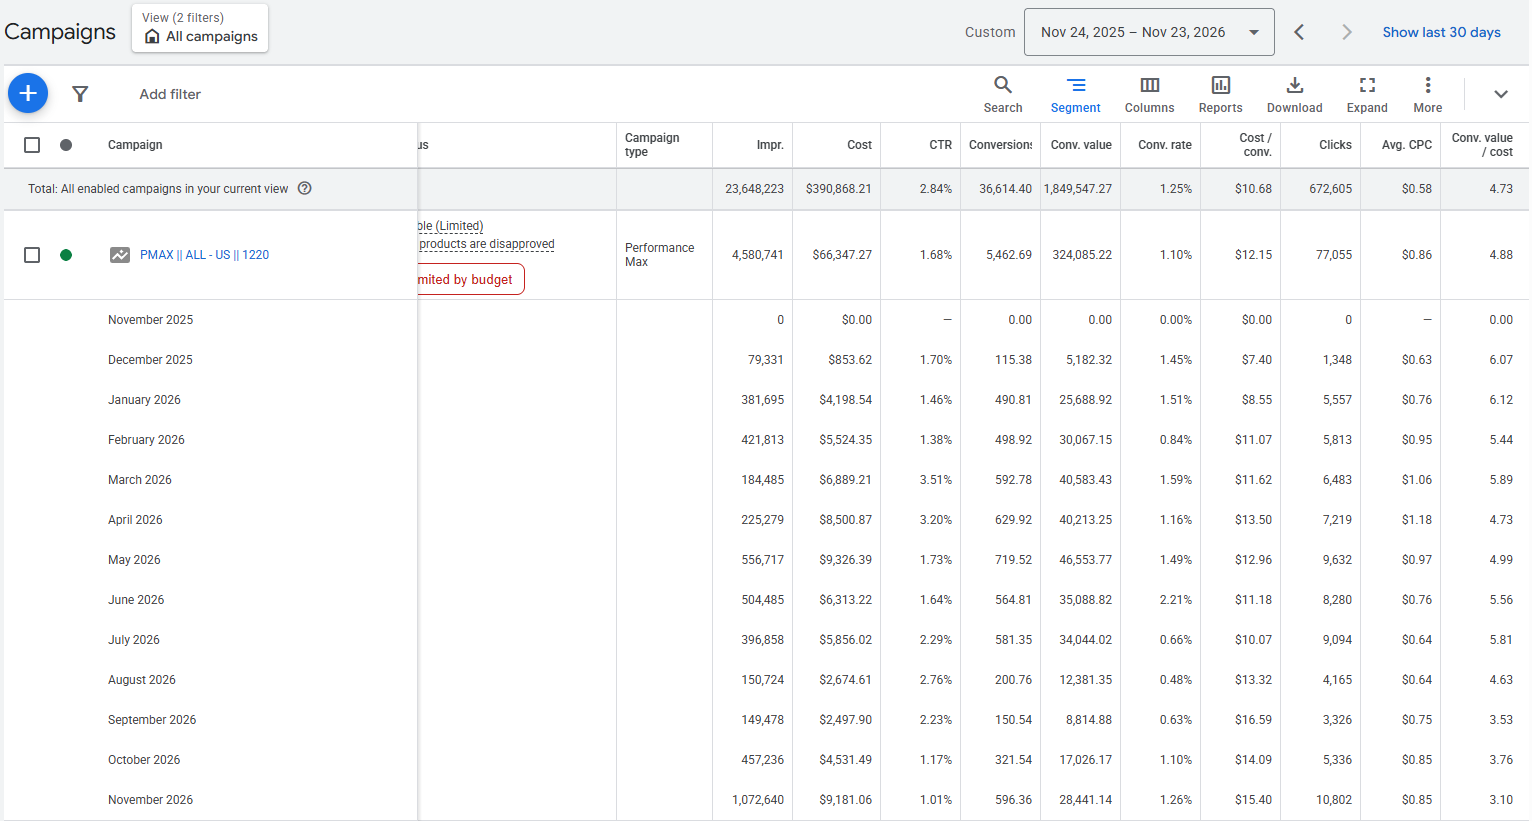 Campaigns
View (2 filters)
All campaigns
Custom
Nov 24, 2025 – Nov 23, 2026
Show last 30 days
Add filter
Search
Segment
Columns
Reports
Download
Expand
More
Campaign us Campaign type Impr. Cost CTR Conversions Conv. value Conv. rate Cost / conv. Clicks Avg. CPC Conv. value / cost
Total: All enabled campaigns in your current view 23,648,223 $390,868.21 2.84% 36,614.40 1,849,547.27 1.25% $10.68 672,605 $0.58 4.73
ble (Limited)
products are disapproved
mited by budget
PMAX || ALL - US || 1220 Performance Max 4,580,741 $66,347.27 1.68% 5,462.69 324,085.22 1.10% $12.15 77,055 $0.86 4.88
November 2025 0 $0.00 — 0.00 0.00 0.00% $0.00 0 — 0.00
December 2025 79,331 $853.62 1.70% 115.38 5,182.32 1.45% $7.40 1,348 $0.63 6.07
January 2026 381,695 $4,198.54 1.46% 490.81 25,688.92 1.51% $8.55 5,557 $0.76 6.12
February 2026 421,813 $5,524.35 1.38% 498.92 30,067.15 0.84% $11.07 5,813 $0.95 5.44
March 2026 184,485 $6,889.21 3.51% 592.78 40,583.43 1.59% $11.62 6,483 $1.06 5.89
April 2026 225,279 $8,500.87 3.20% 629.92 40,213.25 1.16% $13.50 7,219 $1.18 4.73
May 2026 556,717 $9,326.39 1.73% 719.52 46,553.77 1.49% $12.96 9,632 $0.97 4.99
June 2026 504,485 $6,313.22 1.64% 564.81 35,088.82 2.21% $11.18 8,280 $0.76 5.56
July 2026 396,858 $5,856.02 2.29% 581.35 34,044.02 0.66% $10.07 9,094 $0.64 5.81
August 2026 150,724 $2,674.61 2.76% 200.76 12,381.35 0.48% $13.32 4,165 $0.64 4.63
September 2026 149,478 $2,497.90 2.23% 150.54 8,814.88 0.63% $16.59 3,326 $0.75 3.53
October 2026 457,236 $4,531.49 1.17% 321.54 17,026.17 1.10% $14.09 5,336 $0.85 3.76
November 2026 1,072,640 $9,181.06 1.01% 596.36 28,441.14 1.26% $15.40 10,802 $0.85 3.10